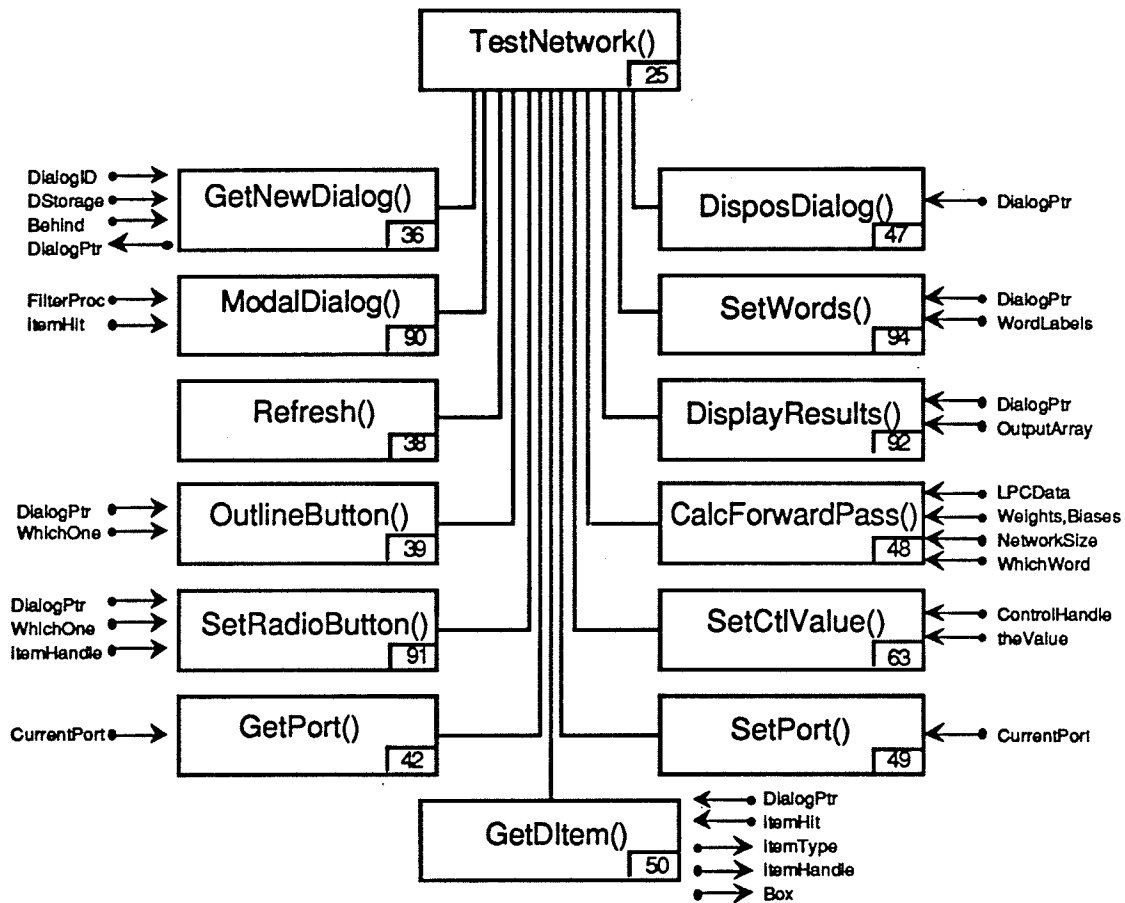 TestNetwork()
25
DialogID
DStorage
Behind
DialogPtr
GetNewDialog()
36
DisposDialog()
47
DialogPtr
FilterProc
ItemHit
ModalDialog()
90
SetWords()
94
DialogPtr
WordLabels
Refresh()
38
DisplayResults()
92
DialogPtr
OutputArray
DialogPtr
WhichOne
OutlineButton()
39
CalcForwardPass()
48
LPCData
Weights,Biases
NetworkSize
WhichWord
DialogPtr
WhichOne
ItemHandle
SetRadioButton()
91
SetCtlValue()
63
ControlHandle
theValue
CurrentPort
GetPort()
42
SetPort()
49
CurrentPort
GetDItem()
50
DialogPtr
ItemHit
ItemType
ItemHandle
Box